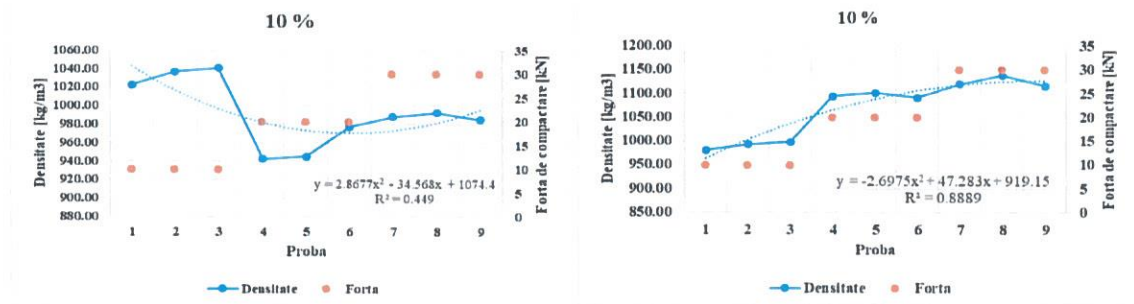 10 %
Densitate [kg/m3]
1060.00
1040.00
1020.00
1000.00
980.00
960.00
940.00
920.00
900.00
880.00
35
30
25
20
15
10
5
0
Forta de compactare [kN]
y = 2.8677x² - 34.568x + 1074.4
R² = 0.449
1 2 3 4 5 6 7 8 9
Proba
Densitate Forta
10 %
Densitate [kg/m3]
1200.00
1150.00
1100.00
1050.00
1000.00
950.00
900.00
850.00
35
30
25
20
15
10
5
0
Forta de compactare [kN]
y = -2.6975x² + 47.283x + 919.15
R² = 0.8889
1 2 3 4 5 6 7 8 9
Proba
Densitate Forta